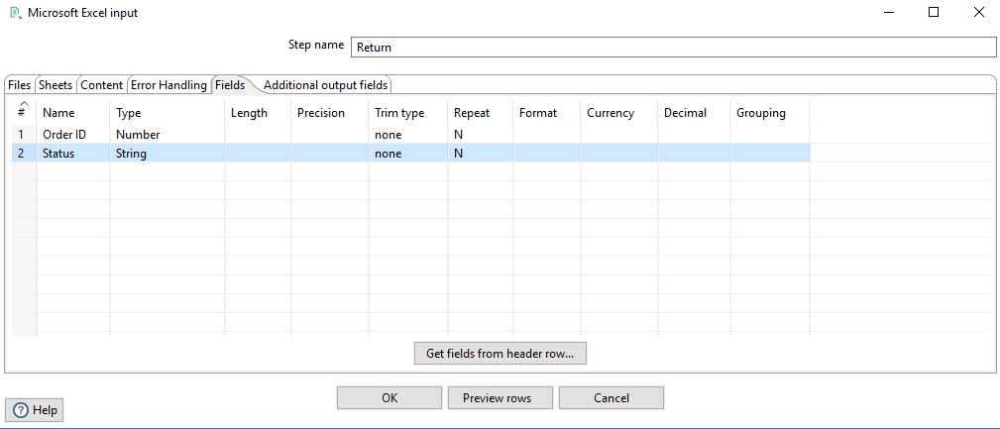 Microsoft Excel input
Step name Return
Files Sheets Content Error Handling Fields Additional output fields
# Name Type Length Precision Trim type Repeat Format Currency Decimal Grouping
1 Order ID Number none N
2 Status String none N
Get fields from header row...
OK Preview rows Cancel
? Help